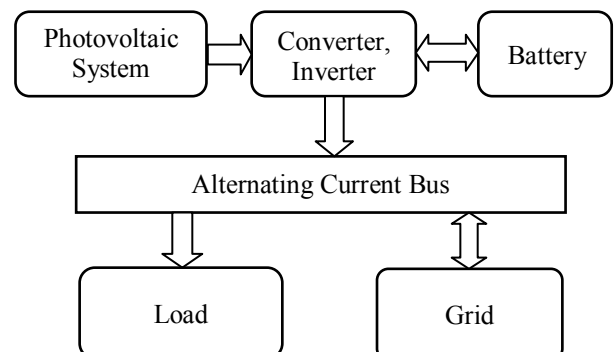 Photovoltaic
System
Converter,
Inverter
Battery
Alternating Current Bus
Load
Grid